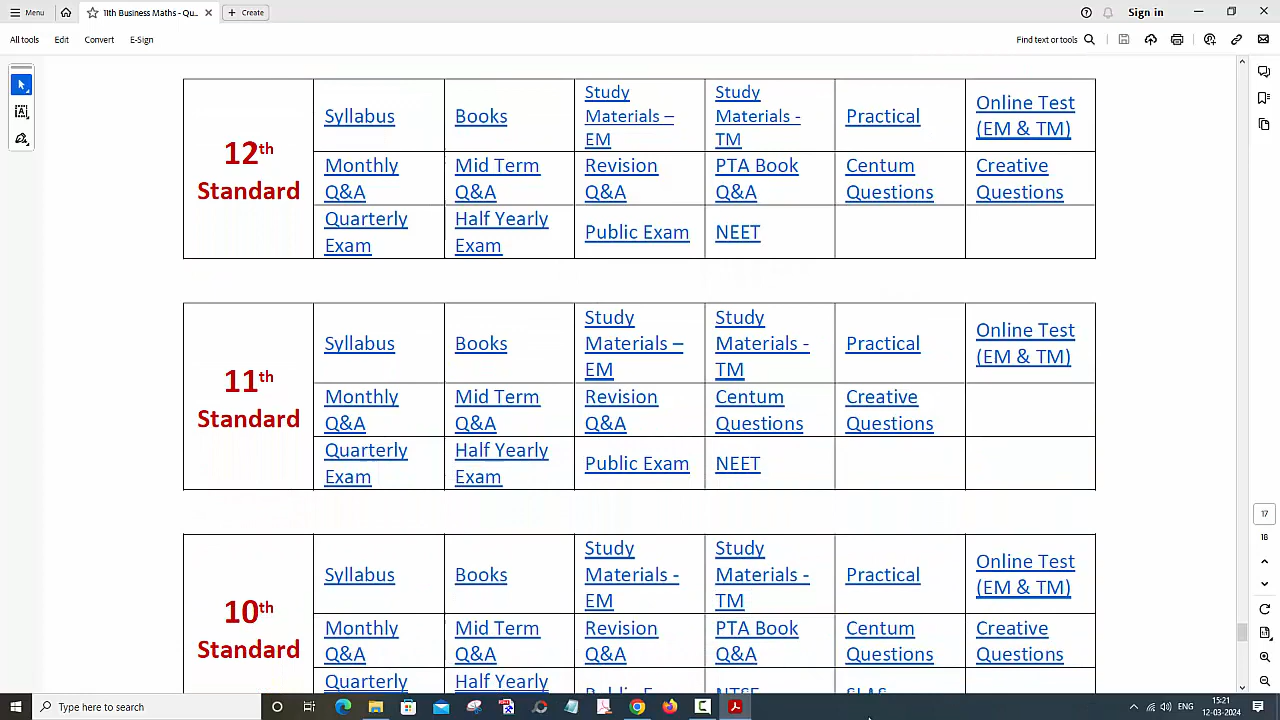 Menu
11th Business Maths - Qu...
Create
Sign in
All tools
Edit
Convert
E-Sign
Find text or tools
12th
Standard
Syllabus
Books
Study
Materials –
EM
Study
Materials -
TM
Practical
Online Test
(EM & TM)
Monthly
Q&A
Mid Term
Q&A
Revision
Q&A
PTA Book
Q&A
Centum
Questions
Creative
Questions
Quarterly
Exam
Half Yearly
Exam
Public Exam
NEET
11th
Standard
Syllabus
Books
Study
Materials –
EM
Study
Materials -
TM
Practical
Online Test
(EM & TM)
Monthly
Q&A
Mid Term
Q&A
Revision
Q&A
Centum
Questions
Creative
Questions
Quarterly
Exam
Half Yearly
Exam
Public Exam
NEET
10th
Standard
Syllabus
Books
Study
Materials -
EM
Study
Materials -
TM
Practical
Online Test
(EM & TM)
Monthly
Q&A
Mid Term
Q&A
Revision
Q&A
PTA Book
Q&A
Centum
Questions
Creative
Questions
Quarterly
Half Yearly
17
18
Type here to search
ENG
15:21
12-03-2024